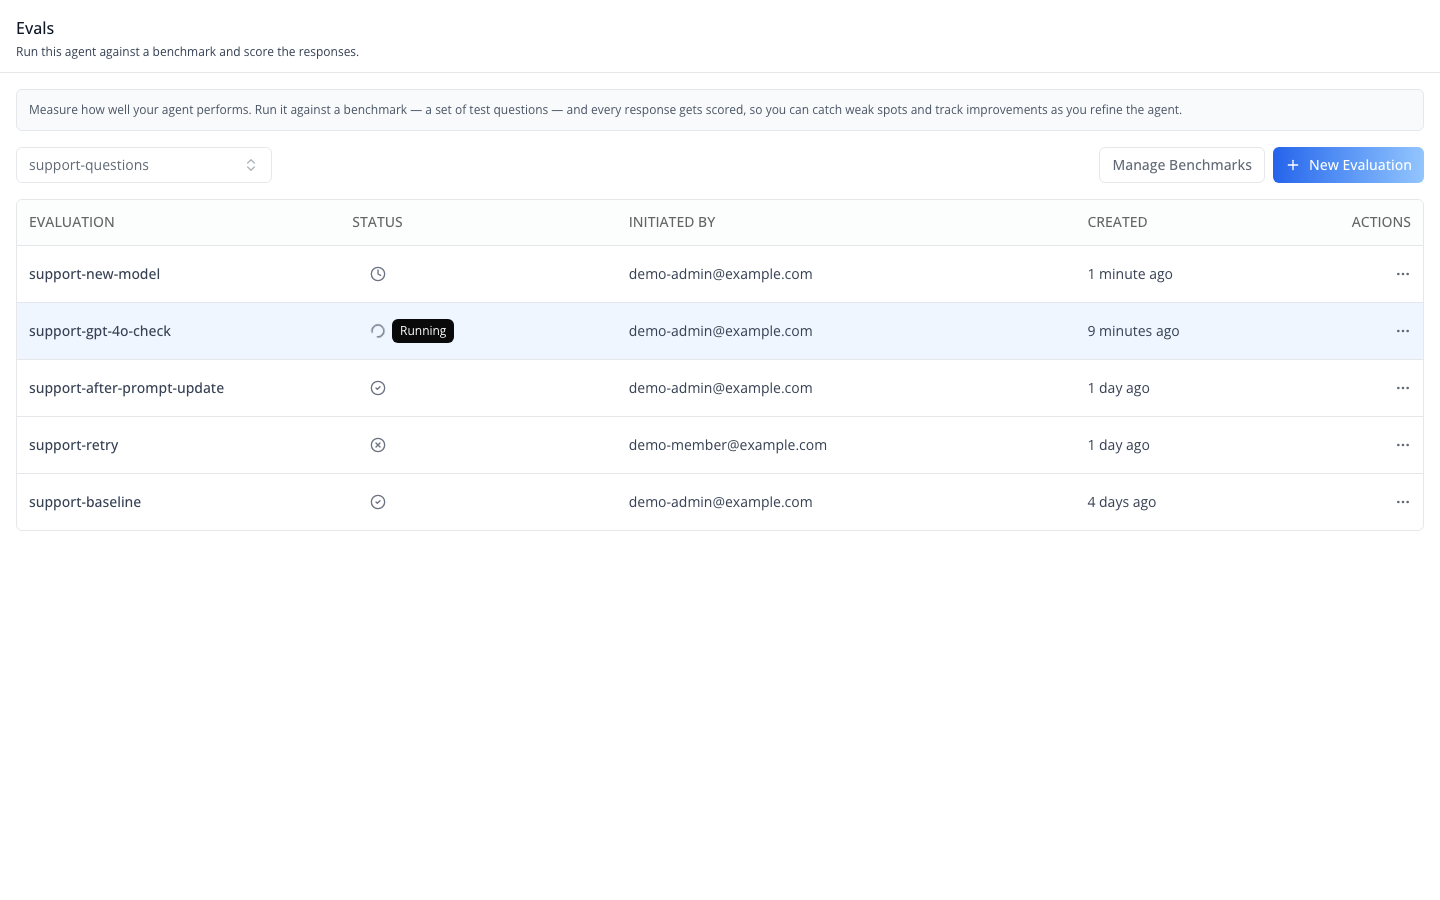 Evals
Run this agent against a benchmark and score the responses.
Measure how well your agent performs. Run it against a benchmark — a set of test questions — and every response gets scored, so you can catch weak spots and track improvements as you refine the agent.
support-questions
Manage Benchmarks
New Evaluation
EVALUATION STATUS INITIATED BY CREATED ACTIONS
support-new-model demo-admin@example.com 1 minute ago
support-gpt-4o-check Running demo-admin@example.com 9 minutes ago
support-after-prompt-update demo-admin@example.com 1 day ago
support-retry demo-member@example.com 1 day ago
support-baseline demo-admin@example.com 4 days ago